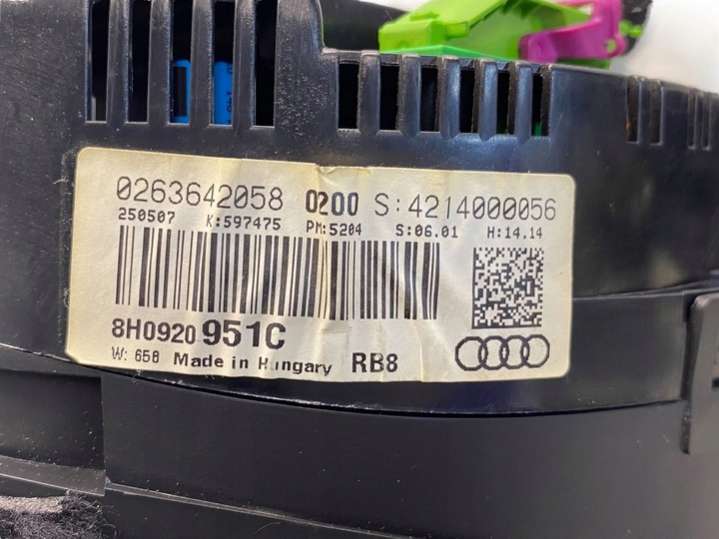 0263642058 0200 S:4214000056
250507 K:597475 PM:5204 S:06.01 H:14.14
8H0920 951C
W: 658 Made in Hungary RB8